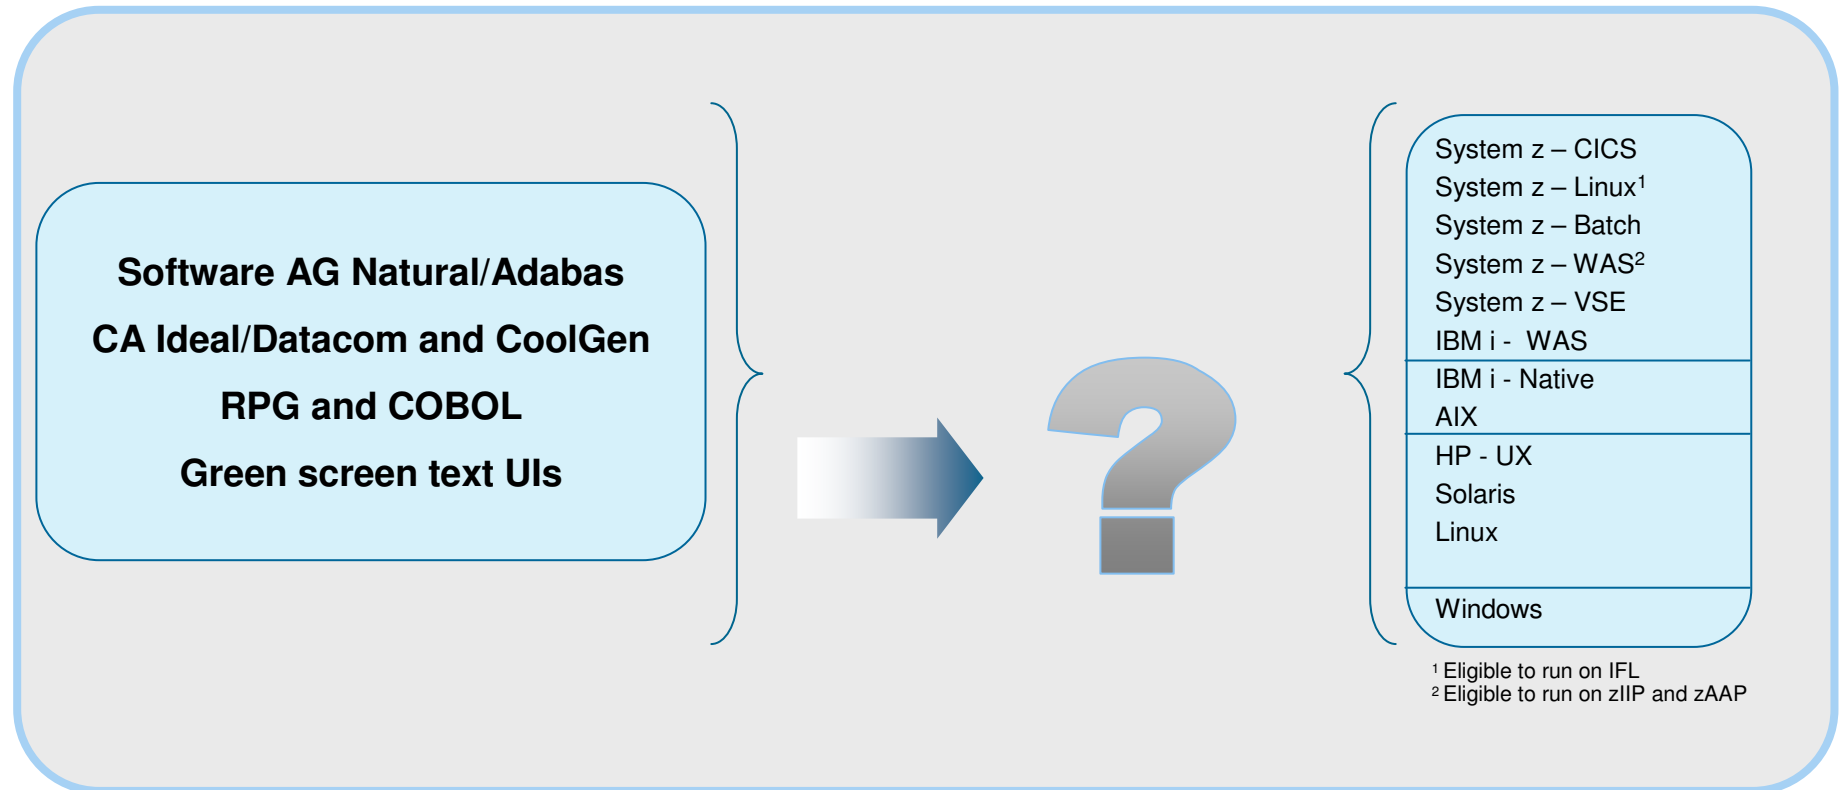 Software AG Natural/Adabas
CA Ideal/Datacom and CoolGen
RPG and COBOL
Green screen text UIs
?
System z – CICS
System z – Linux¹
System z – Batch
System z – WAS²
System z – VSE
IBM i - WAS
IBM i - Native
AIX
HP - UX
Solaris
Linux
Windows
¹ Eligible to run on IFL
² Eligible to run on zIIP and zAAP